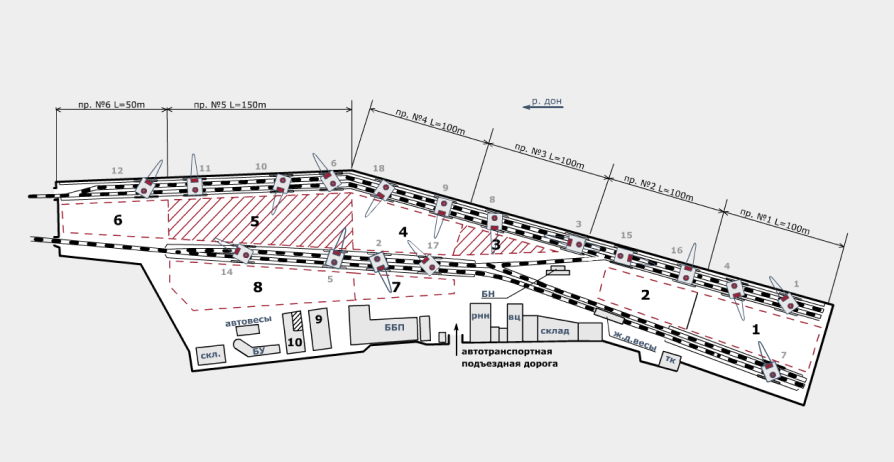 р. дон
пр. №6 L=50m
пр. №5 L=150m
пр. №4 L=100m
пр. №3 L=100m
пр. №2 L=100m
пр. №1 L=100m
12
11
10
6
18
9
8
3
15
16
4
1
6
5
4
3
2
1
14
5
2
17
7
8
7
БН
автовесы
скл.
БУ
10
9
ББП
рнн
вц
склад
ж.д.весы
тк
автотранспортная
подъездная дорога